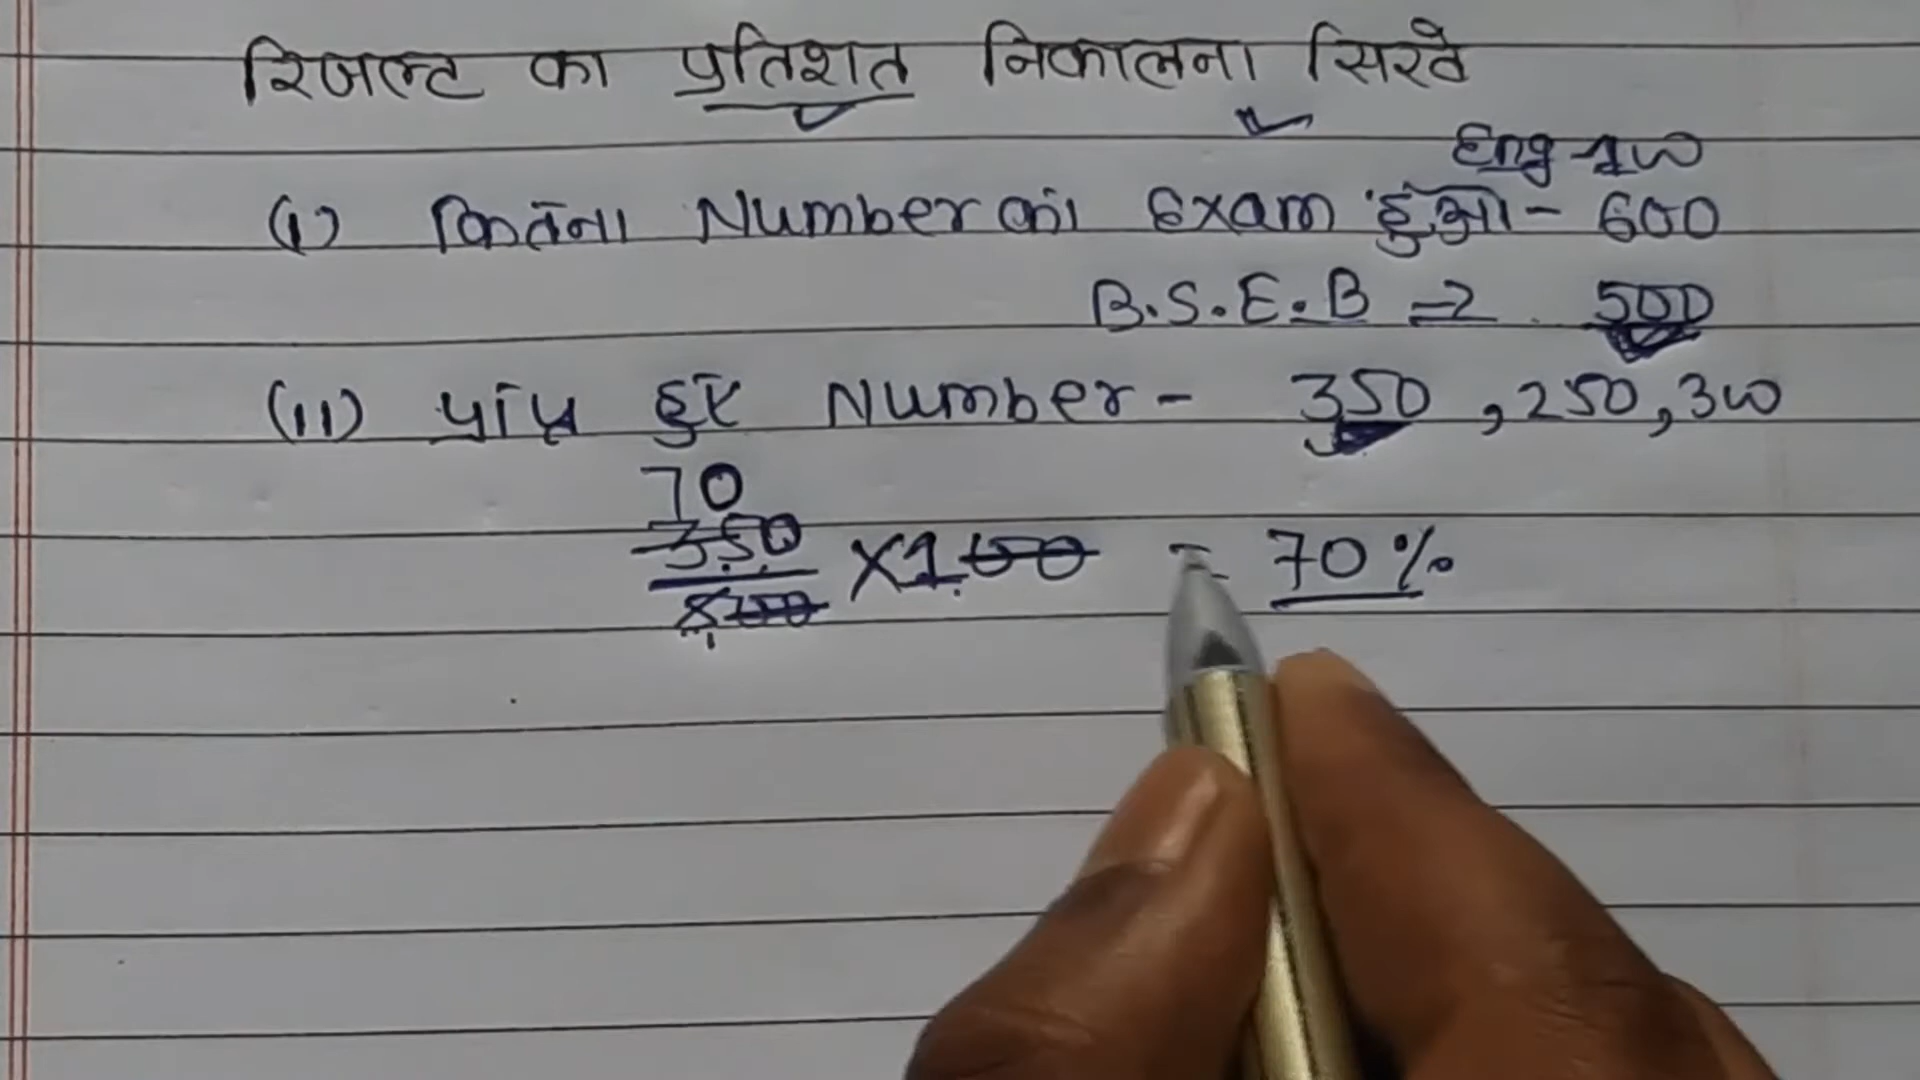 रिजल्ट का प्रतिशत निकालना सिखे
Eng-100
(I) कितना Number का Exam हुआ - 600
B.S.E.B ⇒ 500
(II) प्राप्त हुए Number - 350, 250, 300
70
350
500 ×100 = 70%